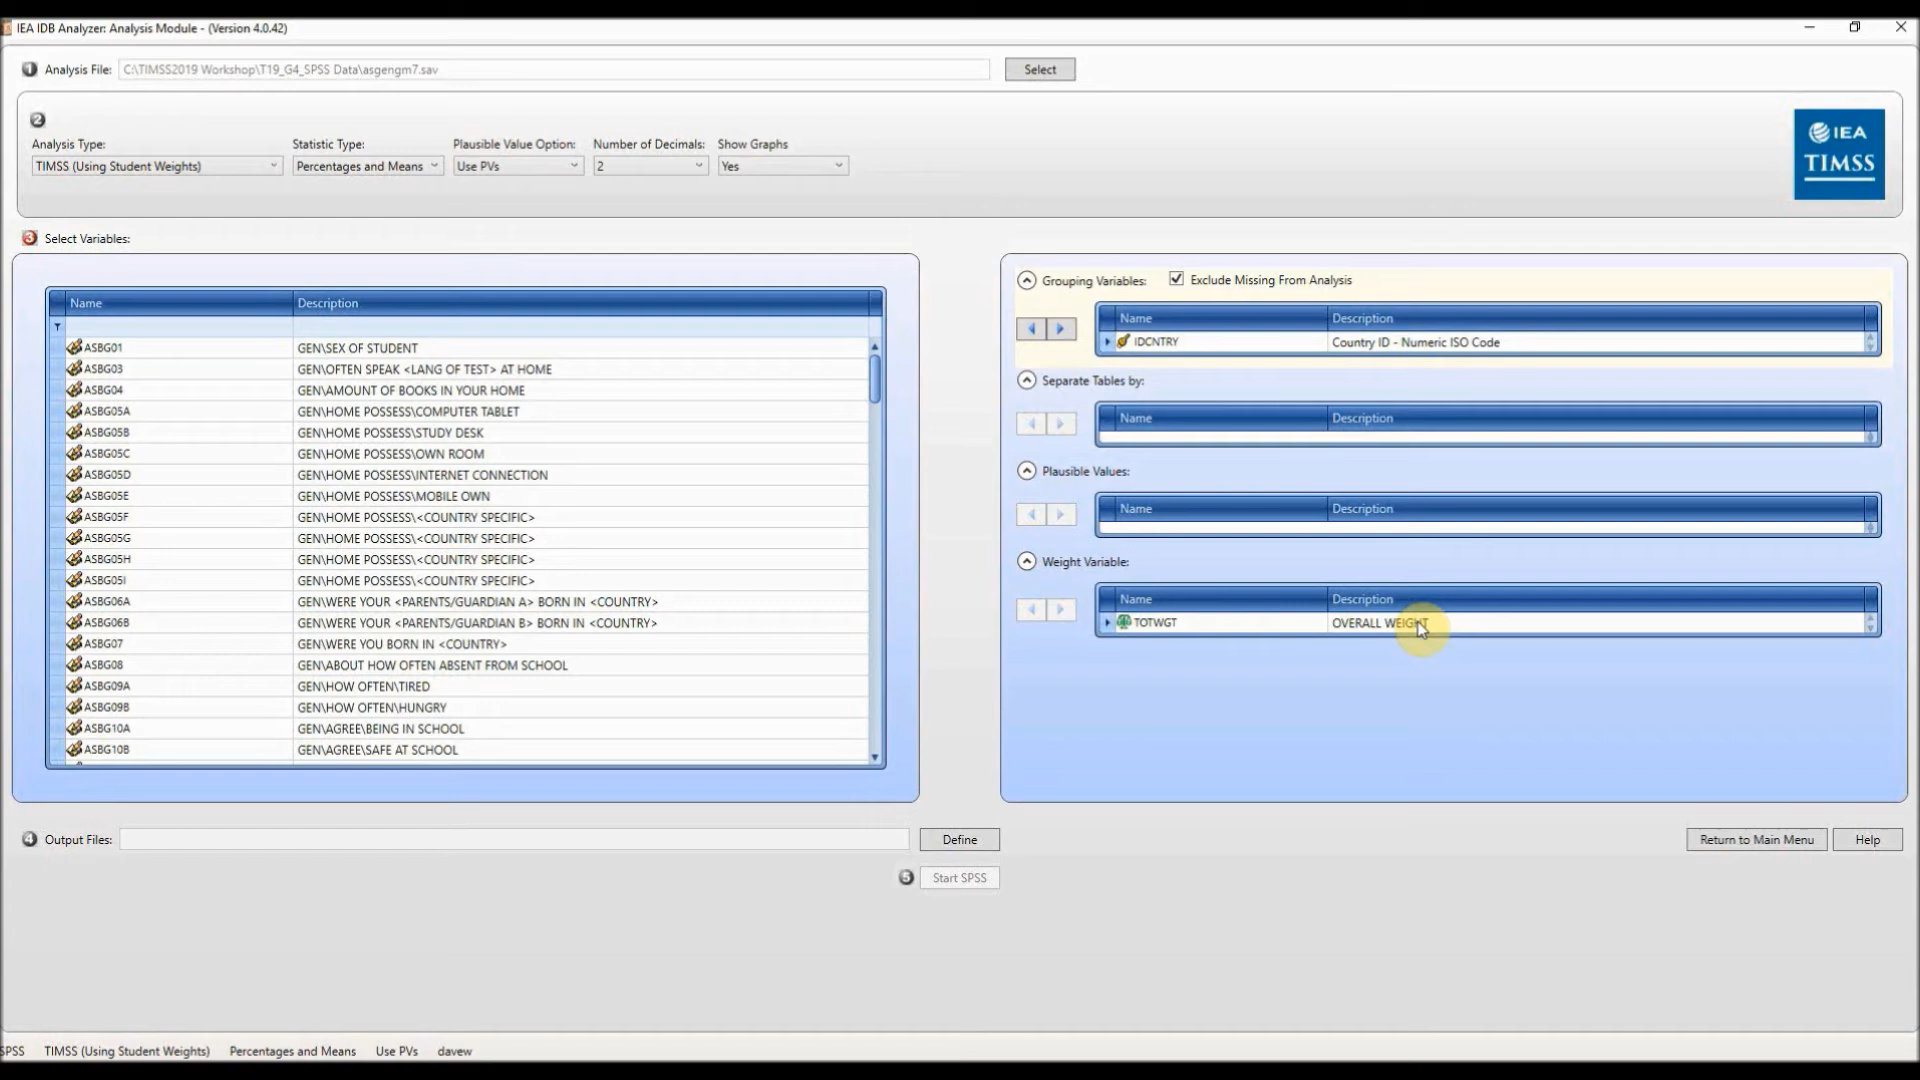 IEA IDB Analyzer: Analysis Module - (Version 4.0.42)
1 Analysis File: C:\TIMSS2019 Workshop\T19_G4_SPSS Data\asgengm7.sav Select
2
Analysis Type: Statistic Type: Plausible Value Option: Number of Decimals: Show Graphs
TIMSS (Using Student Weights) Percentages and Means Use PVs 2 Yes
IEA
TIMSS
3 Select Variables:
Name Description
ASBG01 GEN\SEX OF STUDENT
ASBG03 GEN\OFTEN SPEAK <LANG OF TEST> AT HOME
ASBG04 GEN\AMOUNT OF BOOKS IN YOUR HOME
ASBG05A GEN\HOME POSSESS\COMPUTER TABLET
ASBG05B GEN\HOME POSSESS\STUDY DESK
ASBG05C GEN\HOME POSSESS\OWN ROOM
ASBG05D GEN\HOME POSSESS\INTERNET CONNECTION
ASBG05E GEN\HOME POSSESS\MOBILE OWN
ASBG05F GEN\HOME POSSESS\<COUNTRY SPECIFIC>
ASBG05G GEN\HOME POSSESS\<COUNTRY SPECIFIC>
ASBG05H GEN\HOME POSSESS\<COUNTRY SPECIFIC>
ASBG05I GEN\HOME POSSESS\<COUNTRY SPECIFIC>
ASBG06A GEN\WERE YOUR <PARENTS/GUARDIAN A> BORN IN <COUNTRY>
ASBG06B GEN\WERE YOUR <PARENTS/GUARDIAN B> BORN IN <COUNTRY>
ASBG07 GEN\WERE YOU BORN IN <COUNTRY>
ASBG08 GEN\ABOUT HOW OFTEN ABSENT FROM SCHOOL
ASBG09A GEN\HOW OFTEN\TIRED
ASBG09B GEN\HOW OFTEN\HUNGRY
ASBG10A GEN\AGREE\BEING IN SCHOOL
ASBG10B GEN\AGREE\SAFE AT SCHOOL
Grouping Variables: Exclude Missing From Analysis
Name Description
IDCNTRY Country ID - Numeric ISO Code
Separate Tables by:
Name Description
Plausible Values:
Name Description
Weight Variable:
Name Description
TOTWGT OVERALL WEIGHT
4 Output Files: Define Return to Main Menu Help
5 Start SPSS
SPSS TIMSS (Using Student Weights) Percentages and Means Use PVs davew